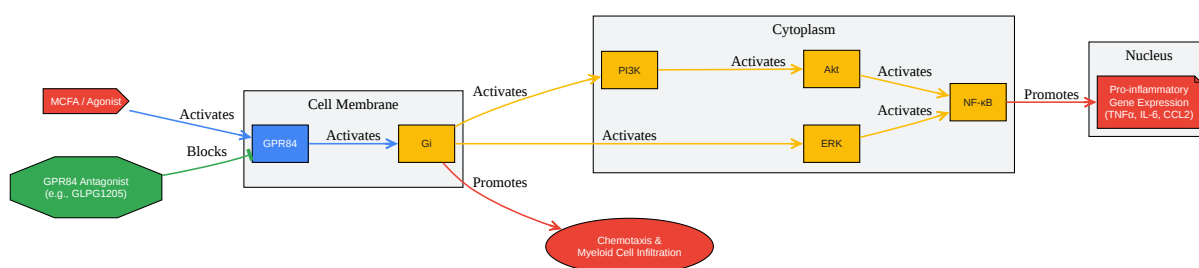 Cytoplasm
Nucleus
PI3K
Activates
Akt
Activates
Activates
MCFA / Agonist
Activates
Cell Membrane
GPR84
Activates
Gi
Activates
ERK
Activates
NF-κB
Promotes
Pro-inflammatory
Gene Expression
(TNFα, IL-6, CCL2)
Blocks
GPR84 Antagonist
(e.g., GLPG1205)
Promotes
Chemotaxis &
Myeloid Cell Infiltration